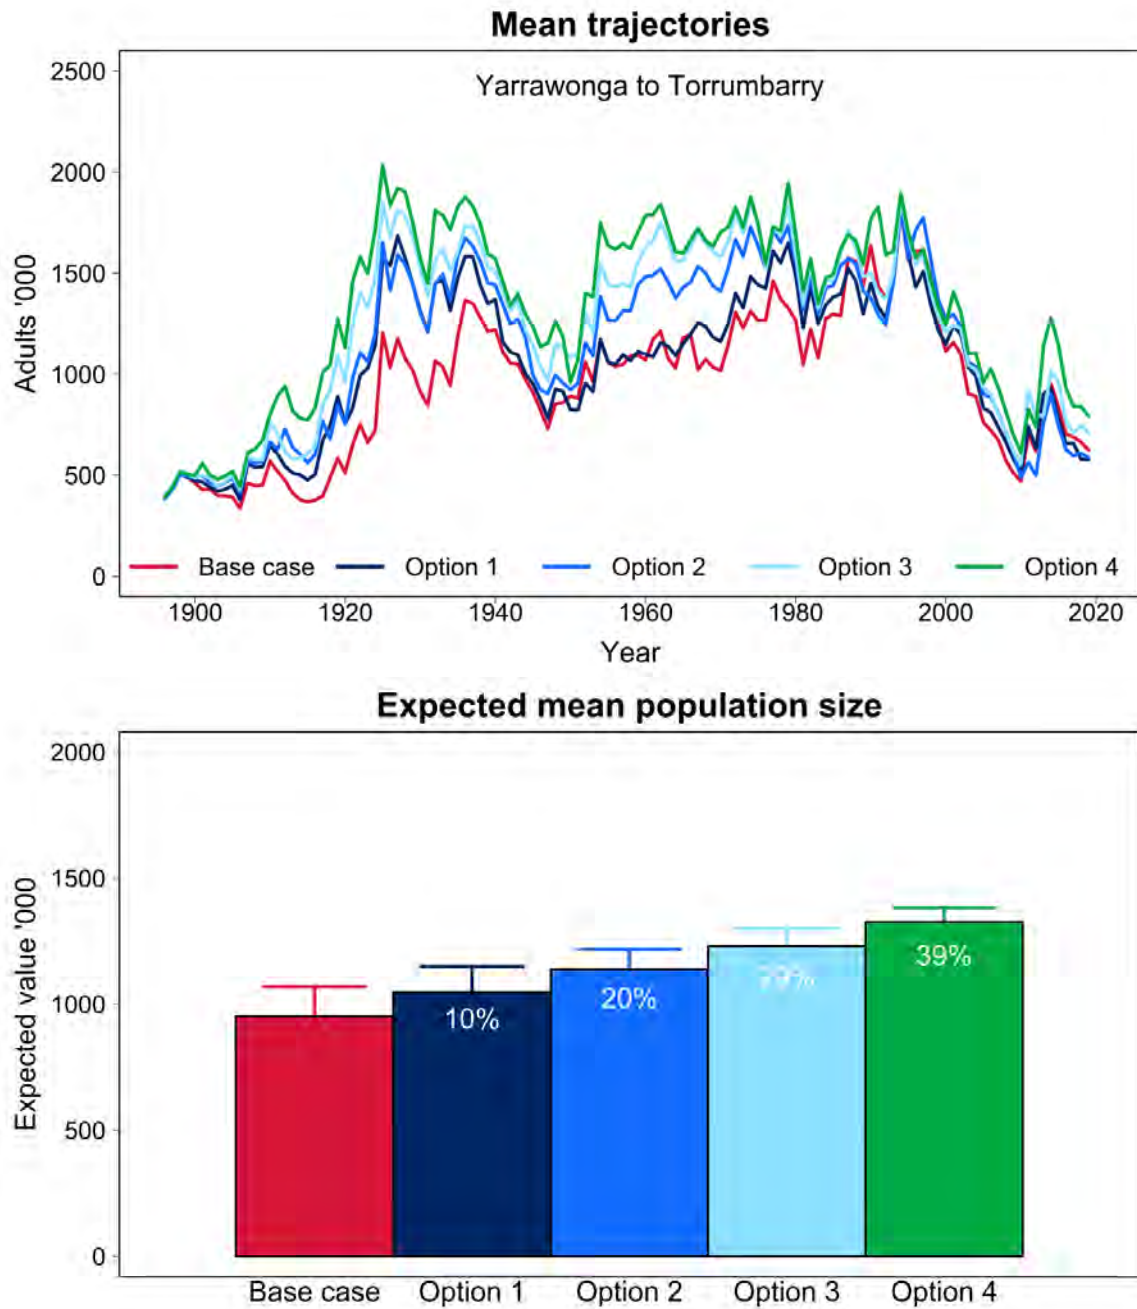 Mean trajectories
2500
Yarrawonga to Torrumbarry
2000
1500
Adults '000
1000
500
0
Base case Option 1 Option 2 Option 3 Option 4
1900 1920 1940 1960 1980 2000 2020
Year
Expected mean population size
2000
1500
Expected value '000
1000
500
0
10% 20% 29% 39%
Base case Option 1 Option 2 Option 3 Option 4